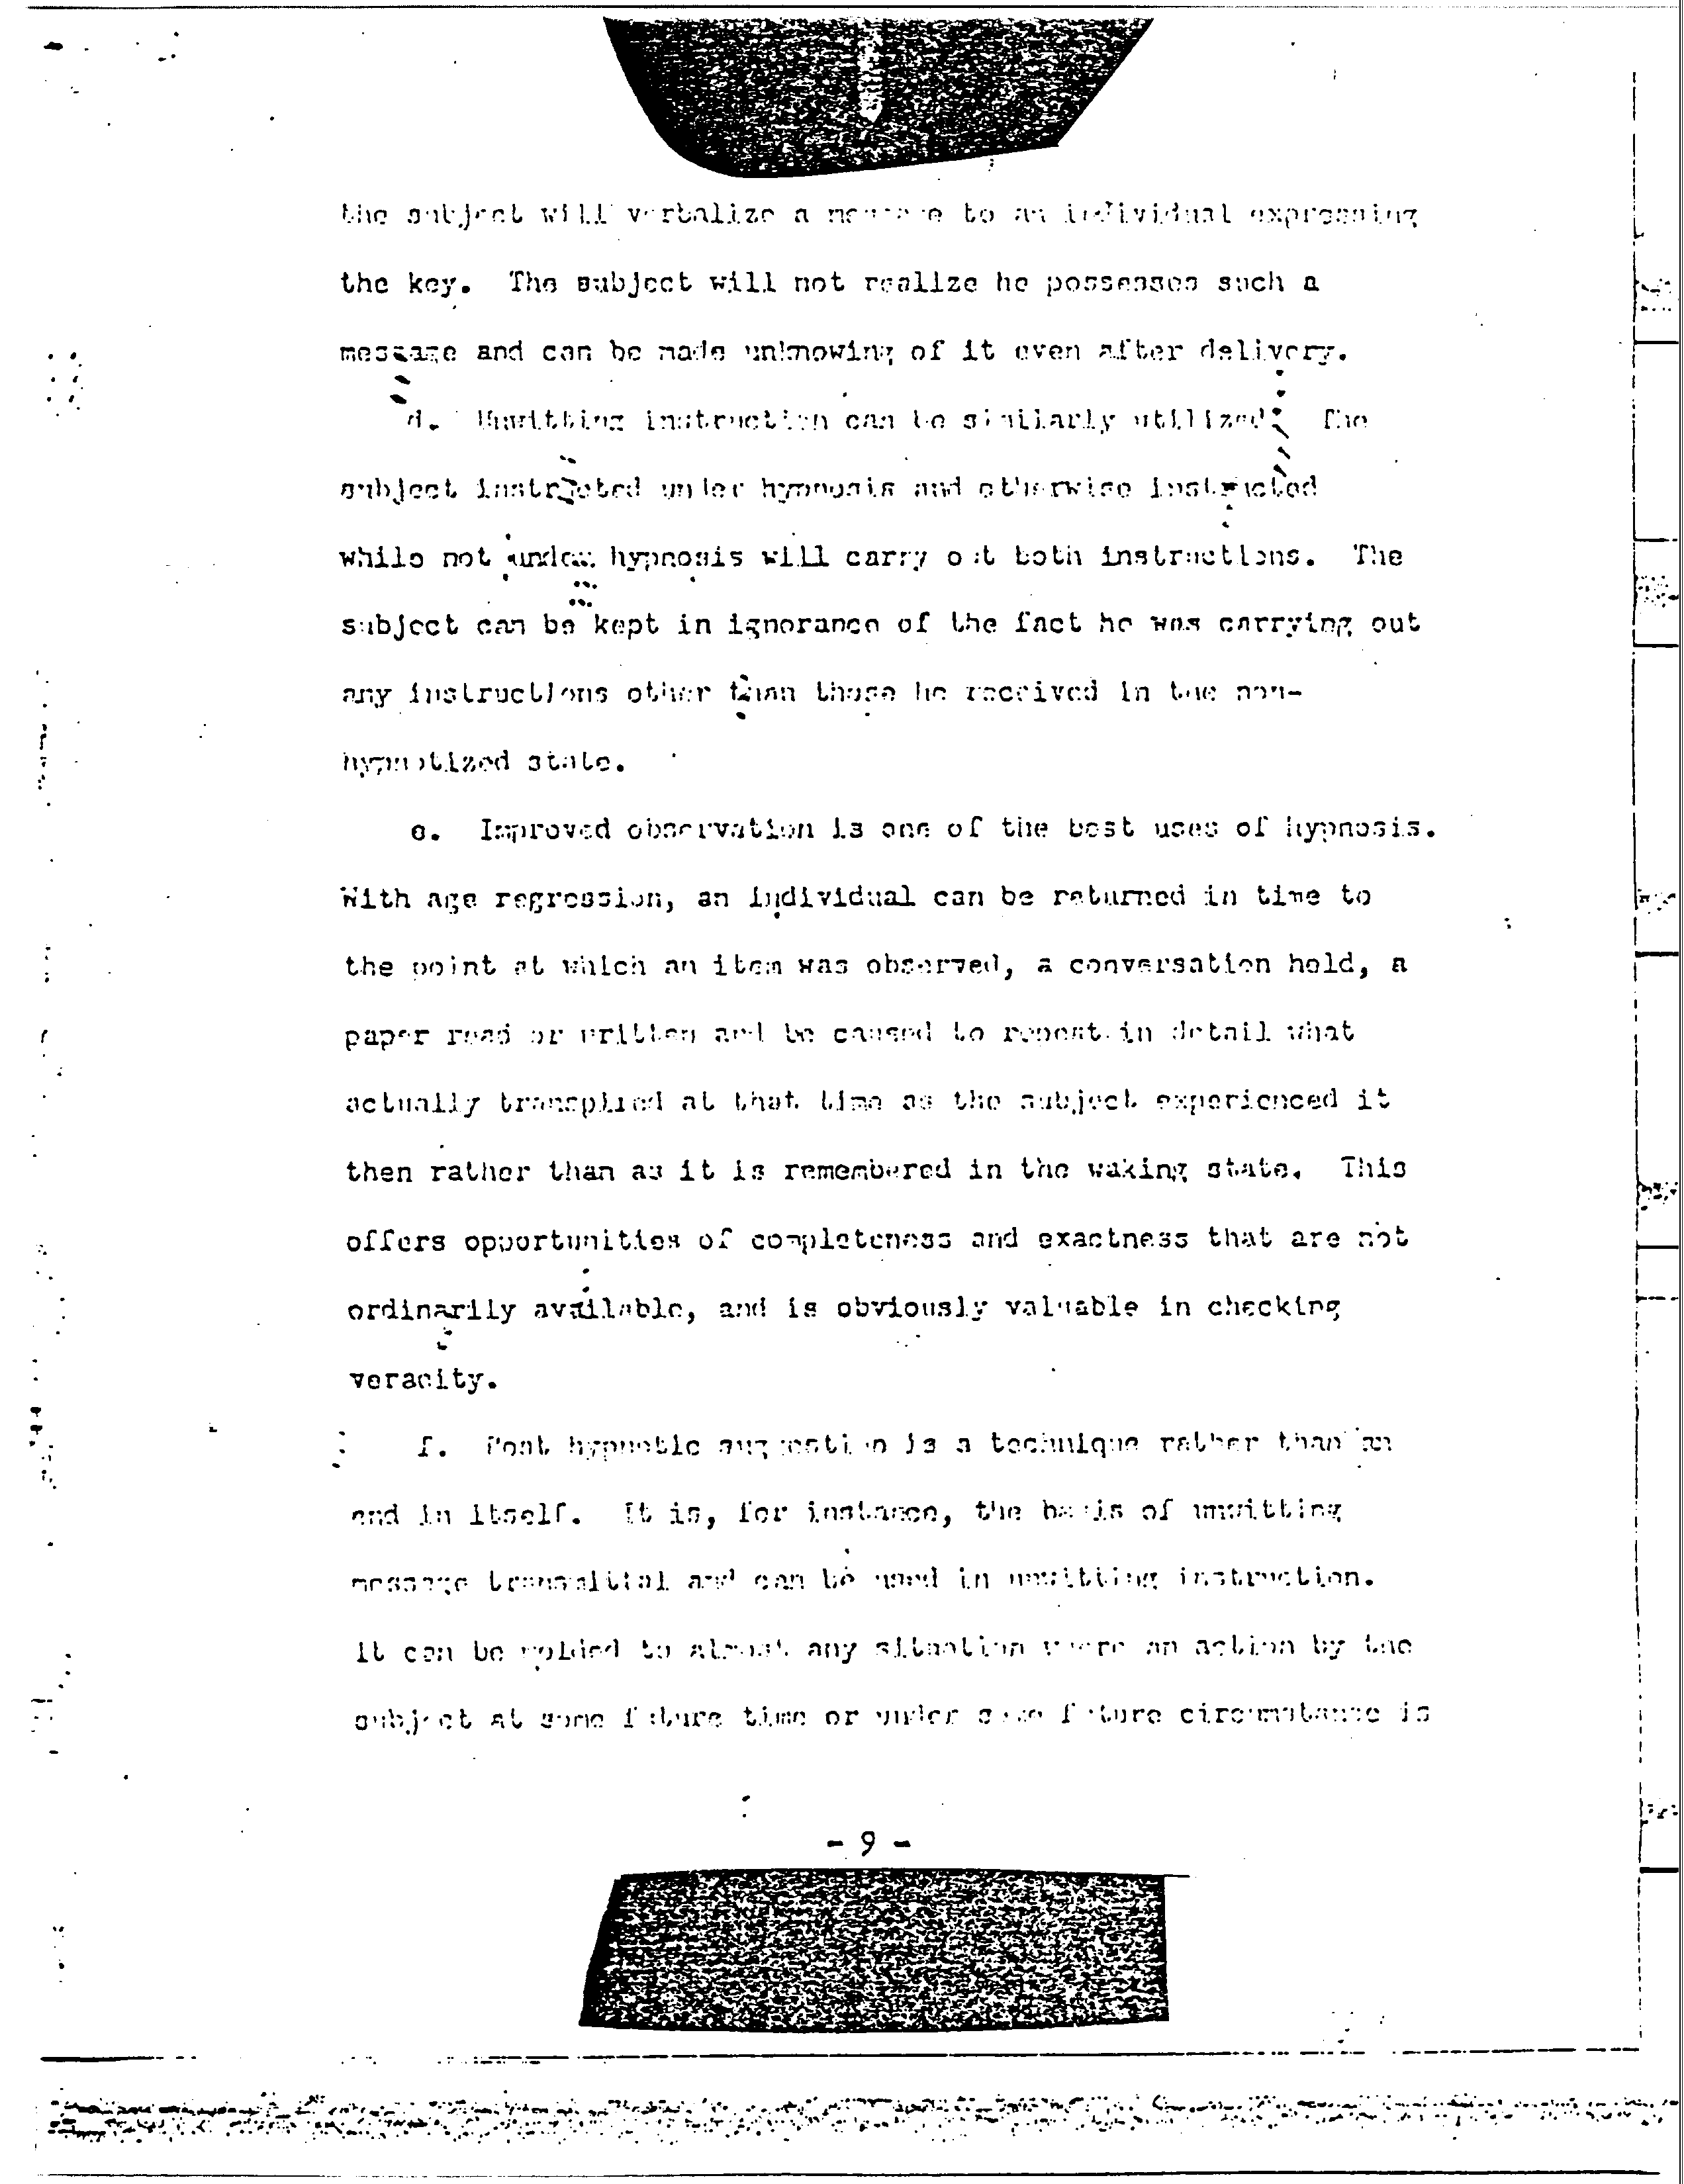 the subject will verbalize a message to an individual expressing
the key. The subject will not realize he possesses such a
message and can be made unknowing of it even after delivery.
d. Unwitting instruction can be similarly utilized. The
subject instructed under hypnosis and otherwise instructed
while not under hypnosis will carry out both instructions. The
subject can be kept in ignorance of the fact he was carrying out
any instructions other than those he received in the non-
hypnotized state.
e. Improved observation is one of the best uses of hypnosis.
With age regression, an individual can be returned in time to
the point at which an item was observed, a conversation held, a
paper read or written and be caused to repeat in detail what
actually transpired at that time as the subject experienced it
then rather than as it is remembered in the waking state. This
offers opportunities of completeness and exactness that are not
ordinarily available, and is obviously valuable in checking
veracity.
f. Post hypnotic suggestion is a technique rather than an
end in itself. It is, for instance, the basis of unwitting
message transmittal and can be used in unwitting instruction.
It can be molded to almost any situation where an action by the
subject at some future time or under some future circumstance is
- 9 -